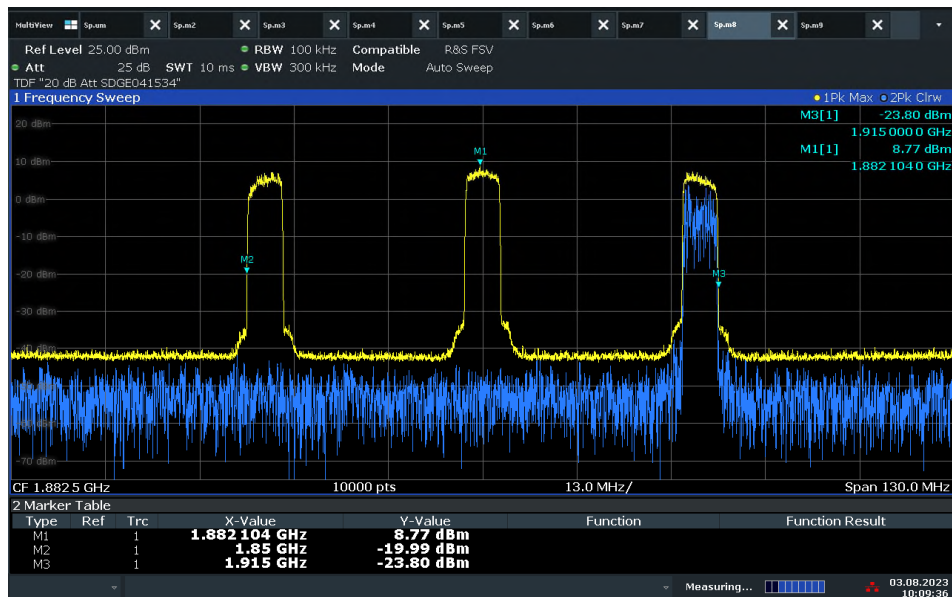 MultiView Sp.um Sp.m2 Sp.m3 Sp.m4 Sp.m5 Sp.m6 Sp.m7 Sp.m8 Sp.m9
Ref Level 25.00 dBm RBW 100 kHz Compatible R&S FSV
Att 25 dB SWT 10 ms VBW 300 kHz Mode Auto Sweep
TDF "20 dB Att SDGE041534"
1 Frequency Sweep 1Pk Max 2Pk Clrw
M3[1] -23.80 dBm
1.915 000 0 GHz
M1[1] 8.77 dBm
1.882 104 0 GHz
20 dBm
10 dBm
M1
0 dBm
-10 dBm
M2
-20 dBm
M3
-30 dBm
-40 dBm
-70 dBm
CF 1.882 5 GHz 10000 pts 13.0 MHz/ Span 130.0 MHz
2 Marker Table
Type Ref Trc X-Value Y-Value Function Function Result
M1 1 1.882 104 GHz 8.77 dBm
M2 1 1.85 GHz -19.99 dBm
M3 1 1.915 GHz -23.80 dBm
Measuring... 03.08.2023
10:09:36